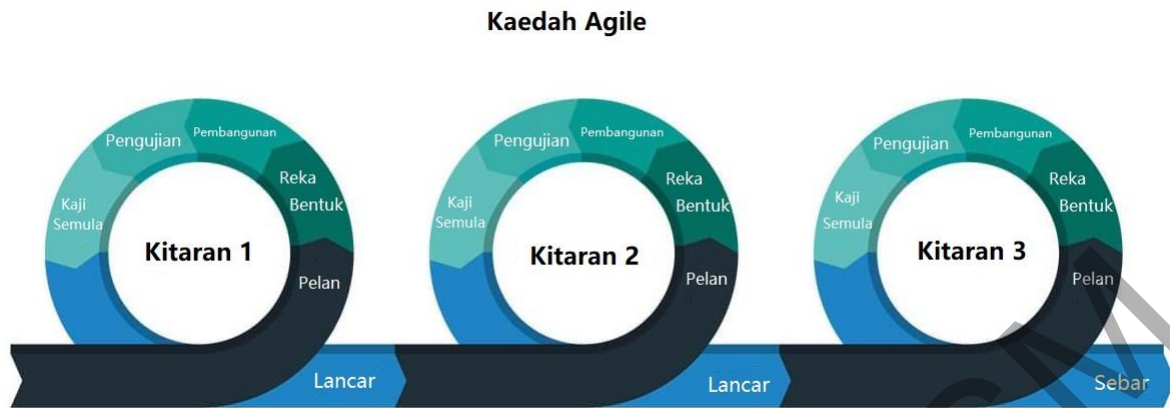 Kaedah Agile
Pengujian
Pembangunan
Reka
Bentuk
Kaji
Semula
Kitaran 1
Pelan
Lancar
Pengujian
Pembangunan
Reka
Bentuk
Kaji
Semula
Kitaran 2
Pelan
Lancar
Pengujian
Pembangunan
Reka
Bentuk
Kaji
Semula
Kitaran 3
Pelan
Sebar